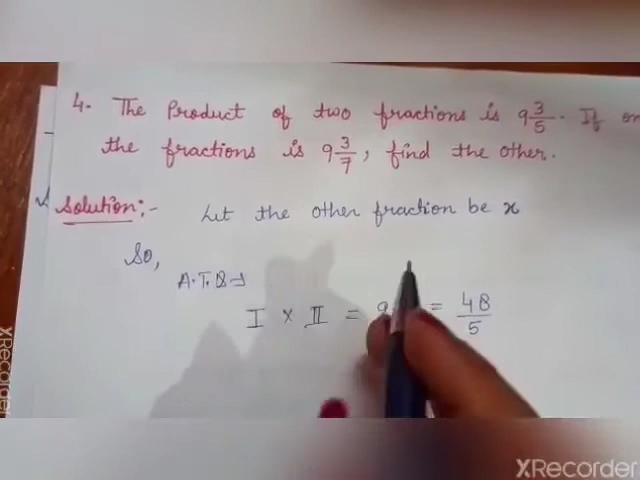 4. The Product of two fractions is 9 3/5. If
the fractions is 9 3/7, find the other.
Solution:- Let the other fraction be x
So,
A.T.Q→
I × II = 9 = 48/5
XRecorder
XRecorder
XRecorder